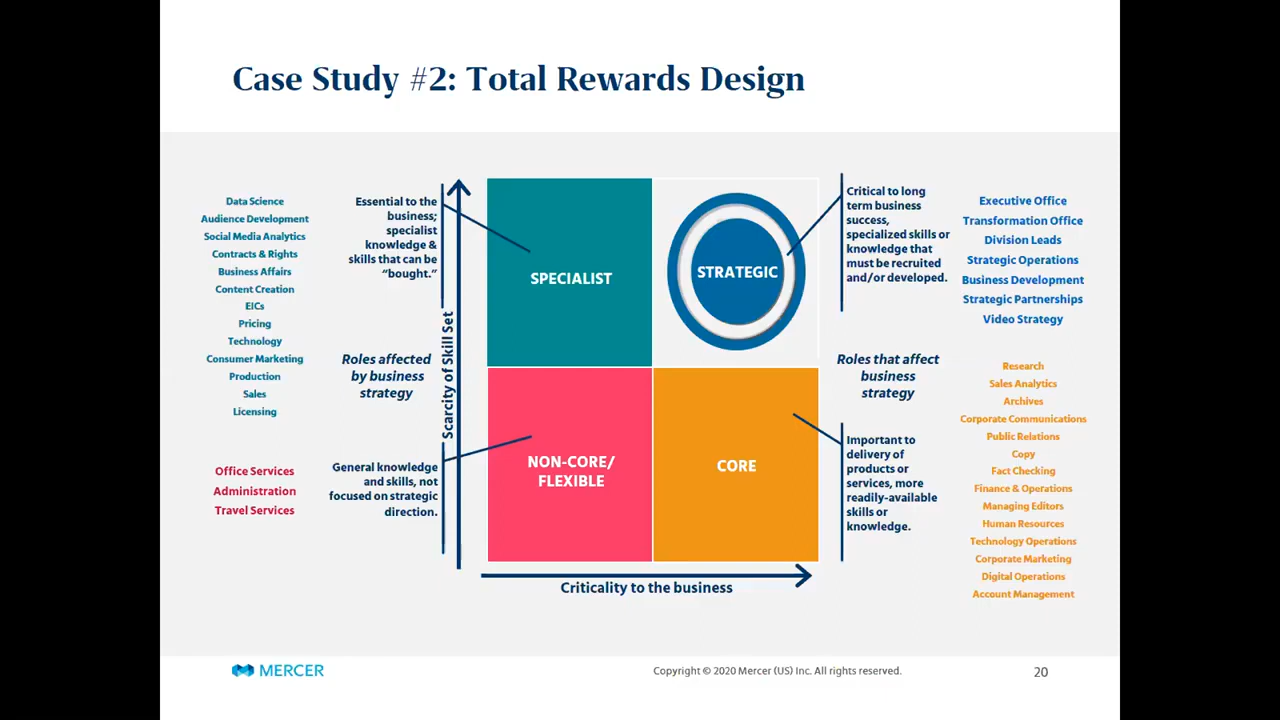 Case Study #2: Total Rewards Design
Data Science
Audience Development
Social Media Analytics
Contracts & Rights
Business Affairs
Content Creation
EICs
Pricing
Technology
Consumer Marketing
Production
Sales
Licensing
Office Services
Administration
Travel Services
Essential to the
business;
specialist
knowledge &
skills that can be
“bought.”
Roles affected
by business
strategy
General knowledge
and skills, not
focused on strategic
direction.
Scarcity of Skill Set
SPECIALIST
STRATEGIC
NON-CORE/
FLEXIBLE
CORE
Criticality to the business
Critical to long
term business
success,
specialized skills or
knowledge that
must be recruited
and/or developed.
Roles that affect
business
strategy
Important to
delivery of
products or
services, more
readily-available
skills or
knowledge.
Executive Office
Transformation Office
Division Leads
Strategic Operations
Business Development
Strategic Partnerships
Video Strategy
Research
Sales Analytics
Archives
Corporate Communications
Public Relations
Copy
Fact Checking
Finance & Operations
Managing Editors
Human Resources
Technology Operations
Corporate Marketing
Digital Operations
Account Management
MERCER
Copyright © 2020 Mercer (US) Inc. All rights reserved.
20